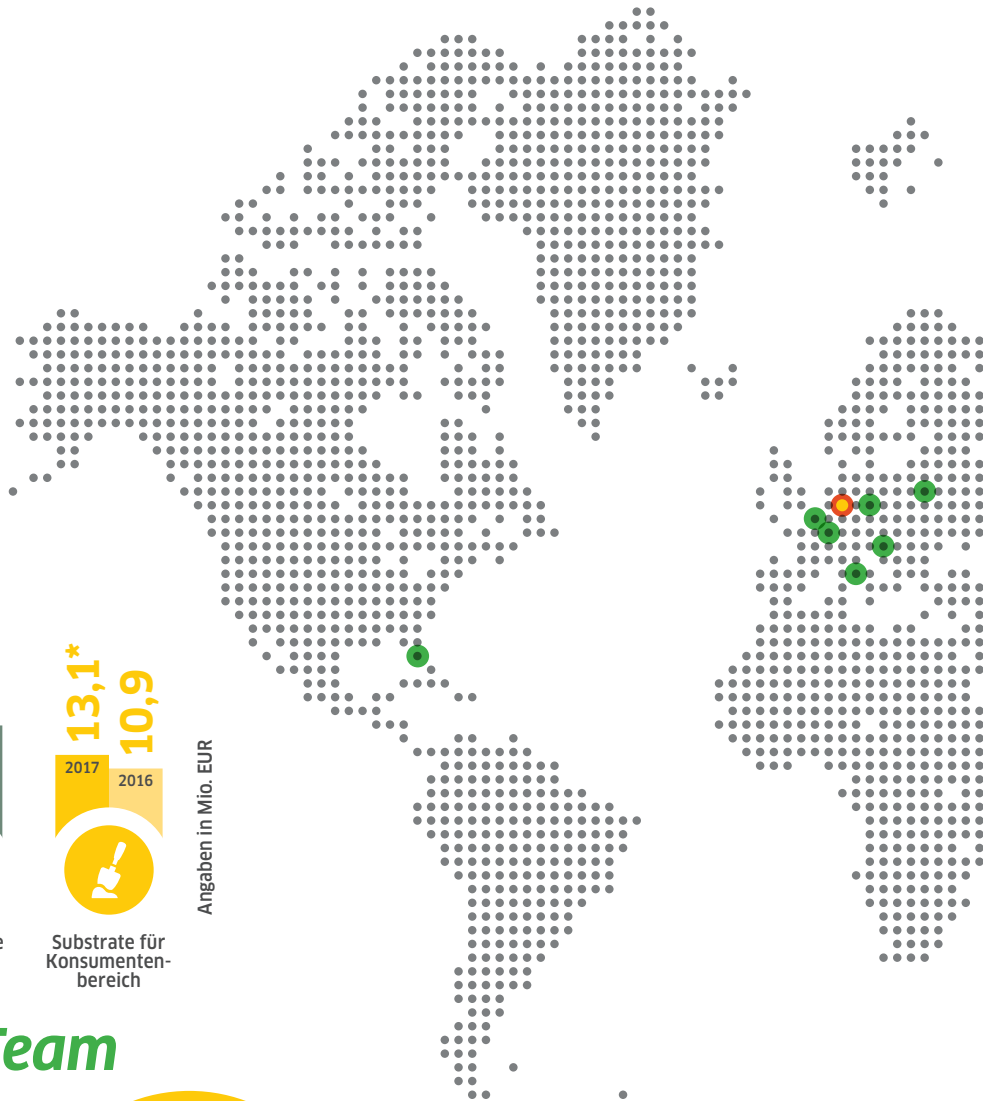 13,1*
10,9
2017
2016
Angaben in Mio. EUR
e
Substrate für
Konsumenten-
bereich
Team